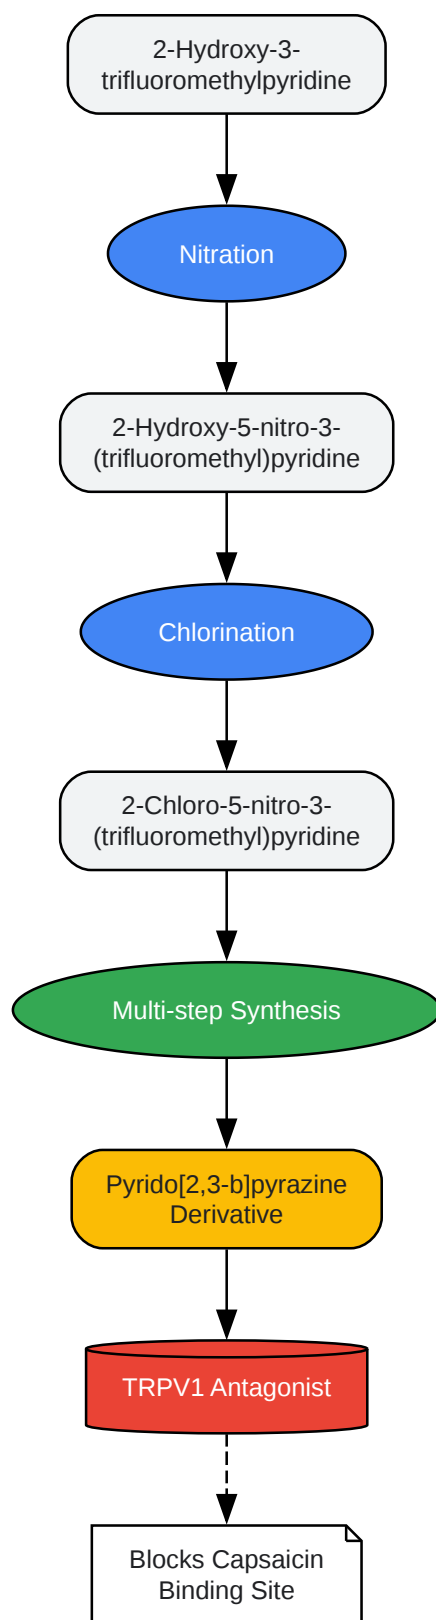 2-Hydroxy-3-
trifluoromethylpyridine
Nitration
2-Hydroxy-5-nitro-3-
(trifluoromethyl)pyridine
Chlorination
2-Chloro-5-nitro-3-
(trifluoromethyl)pyridine
Multi-step Synthesis
Pyrido[2,3-b]pyrazine
Derivative
TRPV1 Antagonist
Blocks Capsaicin
Binding Site